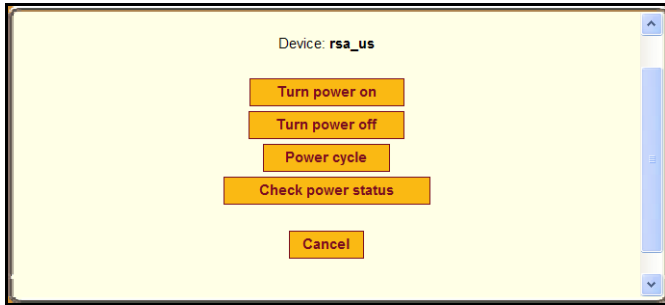 Device: rsa_us
Turn power on
Turn power off
Power cycle
Check power status
Cancel